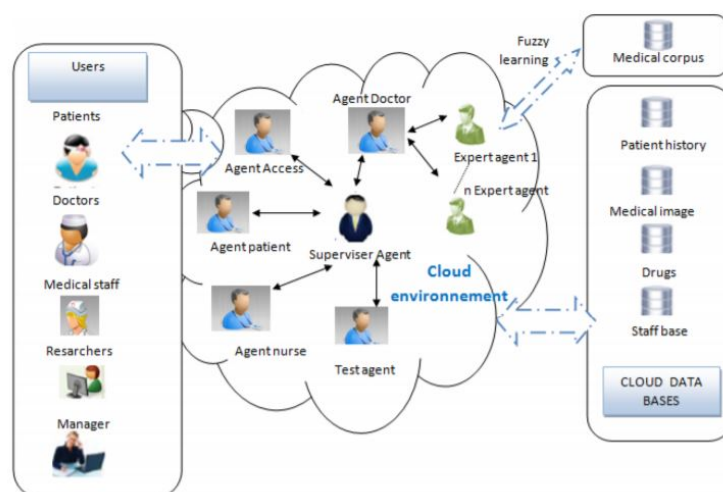 Users
Patients
Doctors
Medical staff
Resarchers
Manager
Agent Doctor
Agent Access
Expert agent 1
n Expert agent
Agent patient
Superviser Agent
Cloud
environnement
Agent nurse
Test agent
Fuzzy
learning
Medical corpus
Patient history
Medical image
Drugs
Staff base
CLOUD DATA
BASES